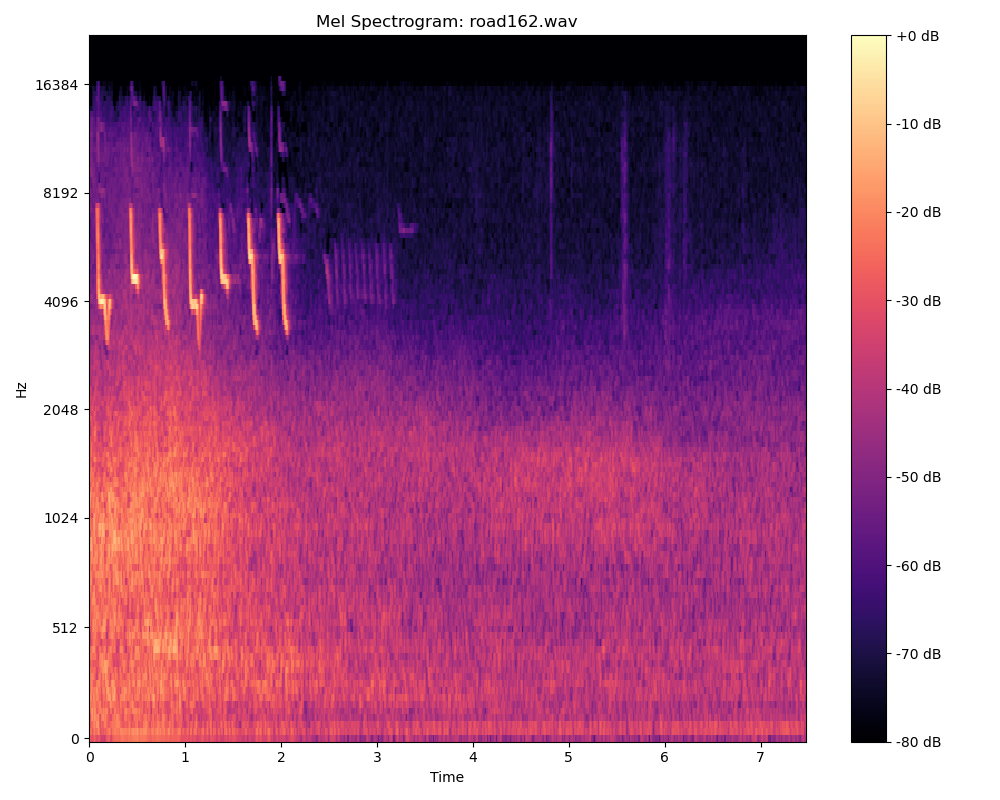 Mel Spectrogram: road162.wav
16384
8192
4096
2048
1024
512
0
Hz
0 1 2 3 4 5 6 7
Time
+0 dB
-10 dB
-20 dB
-30 dB
-40 dB
-50 dB
-60 dB
-70 dB
-80 dB